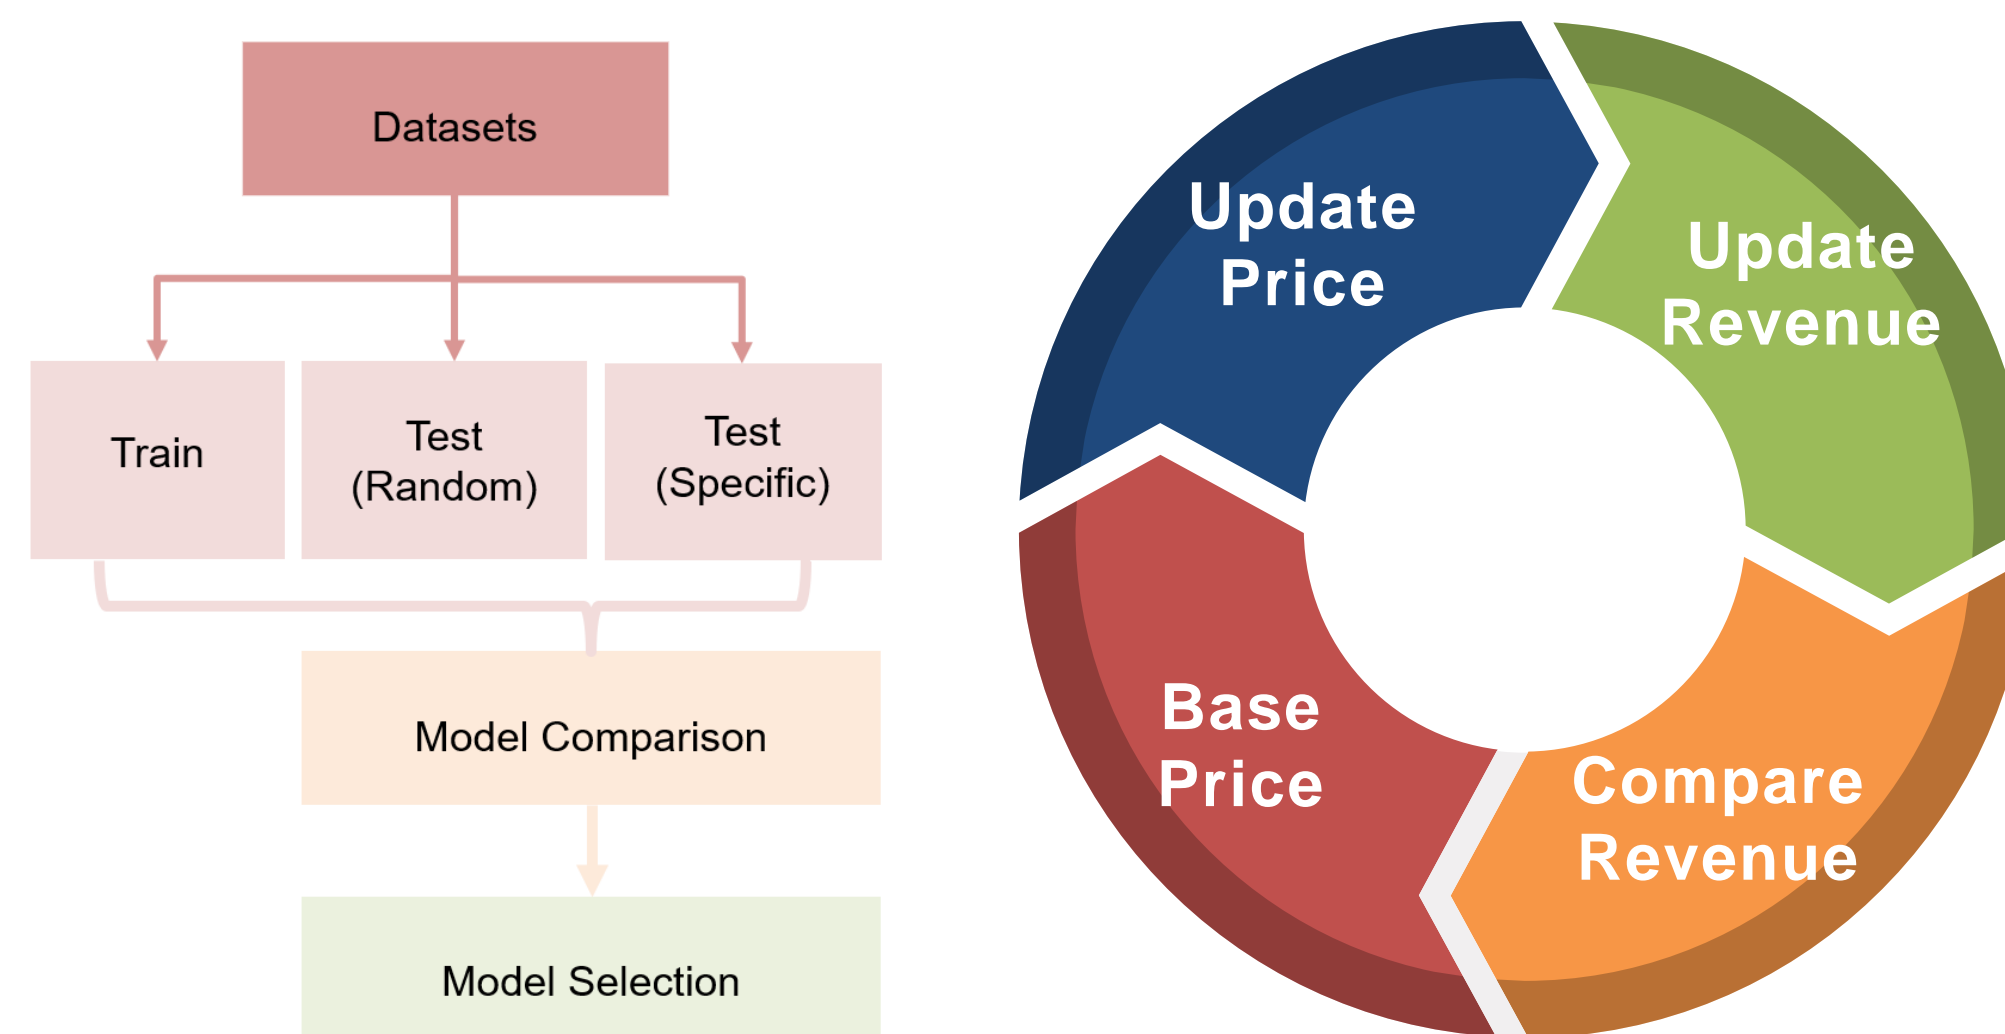 Datasets
Train
Test
(Random)
Test
(Specific)
Model Comparison
Model Selection
Update
Price
Update
Revenue
Base
Price
Compare
Revenue